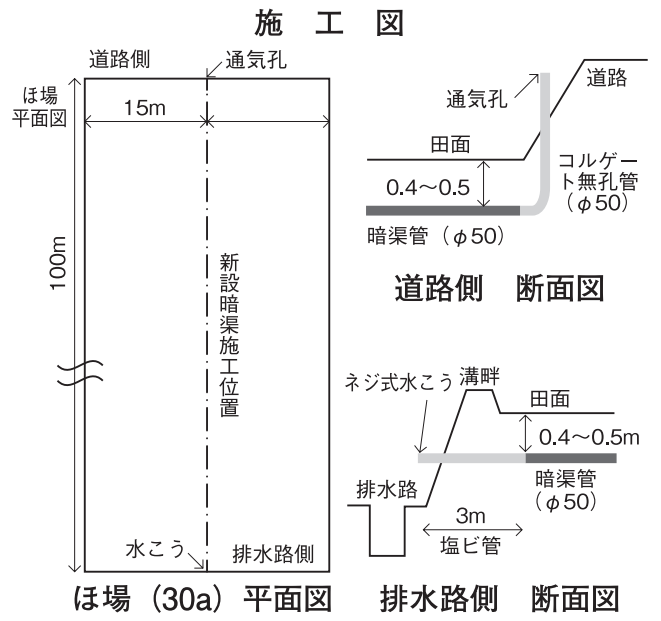 施 工 図
道路側
通気孔
ほ場
平面図
15m
100m
新設暗渠施工位置
水こう
排水路側
ほ場（30a）平面図
道路
通気孔
田面
0.4～0.5
コルゲー
ト無孔管
（φ50）
暗渠管（φ50）
道路側 断面図
溝畔
ネジ式水こう
田面
0.4～0.5m
暗渠管
（φ50）
排水路
3m
塩ビ管
排水路側 断面図